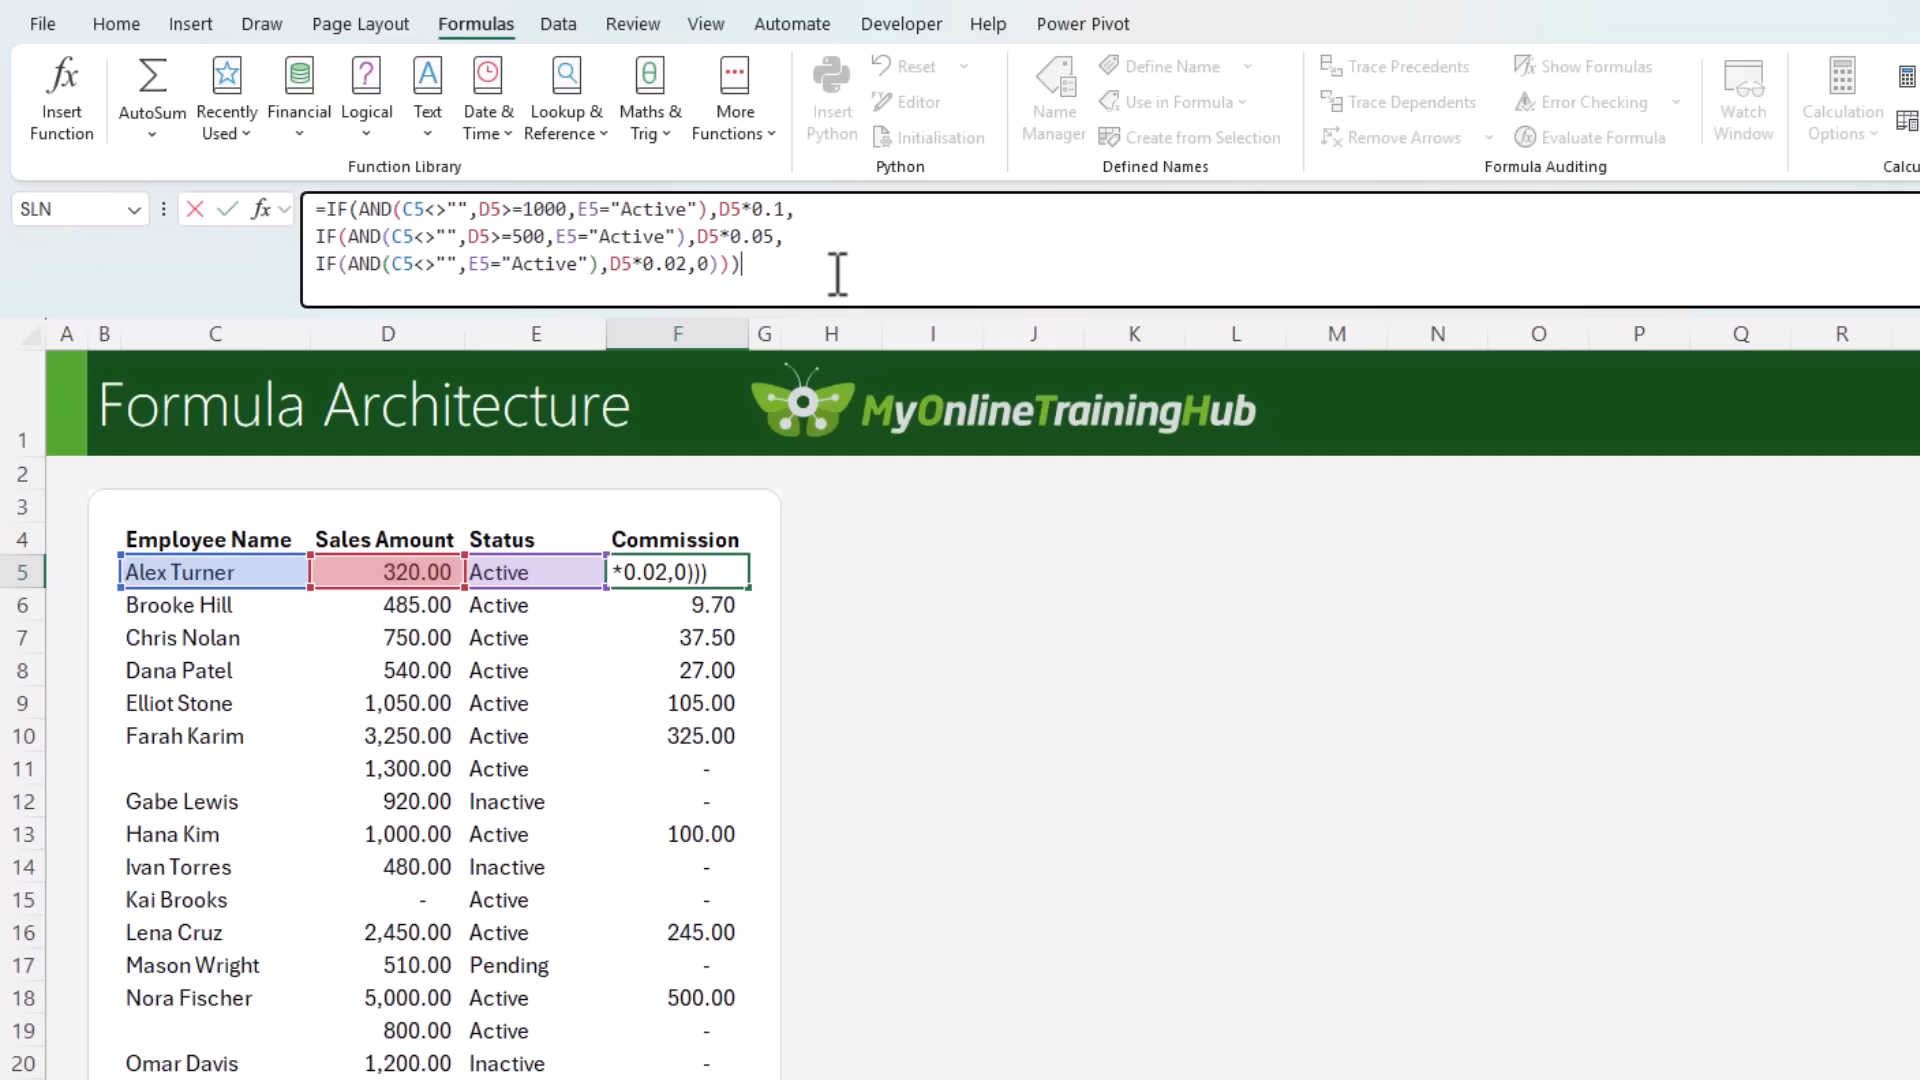 File Home Insert Draw Page Layout Formulas Data Review View Automate Developer Help Power Pivot
fx Insert Function
AutoSum
Recently Used
Financial
Logical
Text
Date & Time
Lookup & Reference
Maths & Trig
More Functions
Function Library
Insert Python
Reset
Editor
Initialisation
Python
Name Manager
Define Name
Use in Formula
Create from Selection
Defined Names
Trace Precedents
Trace Dependents
Remove Arrows
Show Formulas
Error Checking
Evaluate Formula
Formula Auditing
Watch Window
Calculation Options
Calcu
SLN fx
=IF(AND(C5<>"",D5>=1000,E5="Active"),D5*0.1,
IF(AND(C5<>"",D5>=500,E5="Active"),D5*0.05,
IF(AND(C5<>"",E5="Active"),D5*0.02,0)))
A B C D E F G H I J K L M N O P Q R
1 Formula Architecture MyOnlineTrainingHub
2
3
4 Employee Name Sales Amount Status Commission
5 Alex Turner 320.00 Active *0.02,0)))
6 Brooke Hill 485.00 Active 9.70
7 Chris Nolan 750.00 Active 37.50
8 Dana Patel 540.00 Active 27.00
9 Elliot Stone 1,050.00 Active 105.00
10 Farah Karim 3,250.00 Active 325.00
11 1,300.00 Active -
12 Gabe Lewis 920.00 Inactive -
13 Hana Kim 1,000.00 Active 100.00
14 Ivan Torres 480.00 Inactive -
15 Kai Brooks - Active -
16 Lena Cruz 2,450.00 Active 245.00
17 Mason Wright 510.00 Pending -
18 Nora Fischer 5,000.00 Active 500.00
19 800.00 Active -
20 Omar Davis 1,200.00 Inactive -